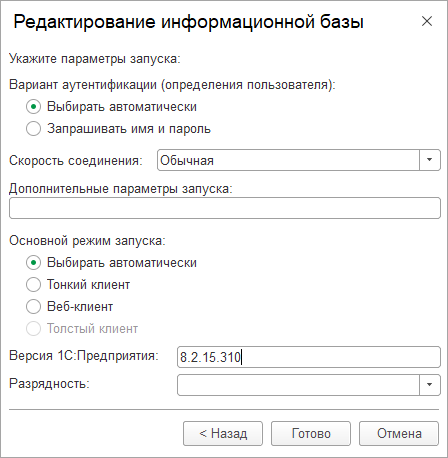 Редактирование информационной базы
Укажите параметры запуска:
Вариант аутентификации (определения пользователя):
Выбирать автоматически
Запрашивать имя и пароль
Скорость соединения: Обычная
Дополнительные параметры запуска:
Основной режим запуска:
Выбирать автоматически
Тонкий клиент
Веб-клиент
Толстый клиент
Версия 1С:Предприятия: 8.2.15.310
Разрядность:
< Назад Готово Отмена